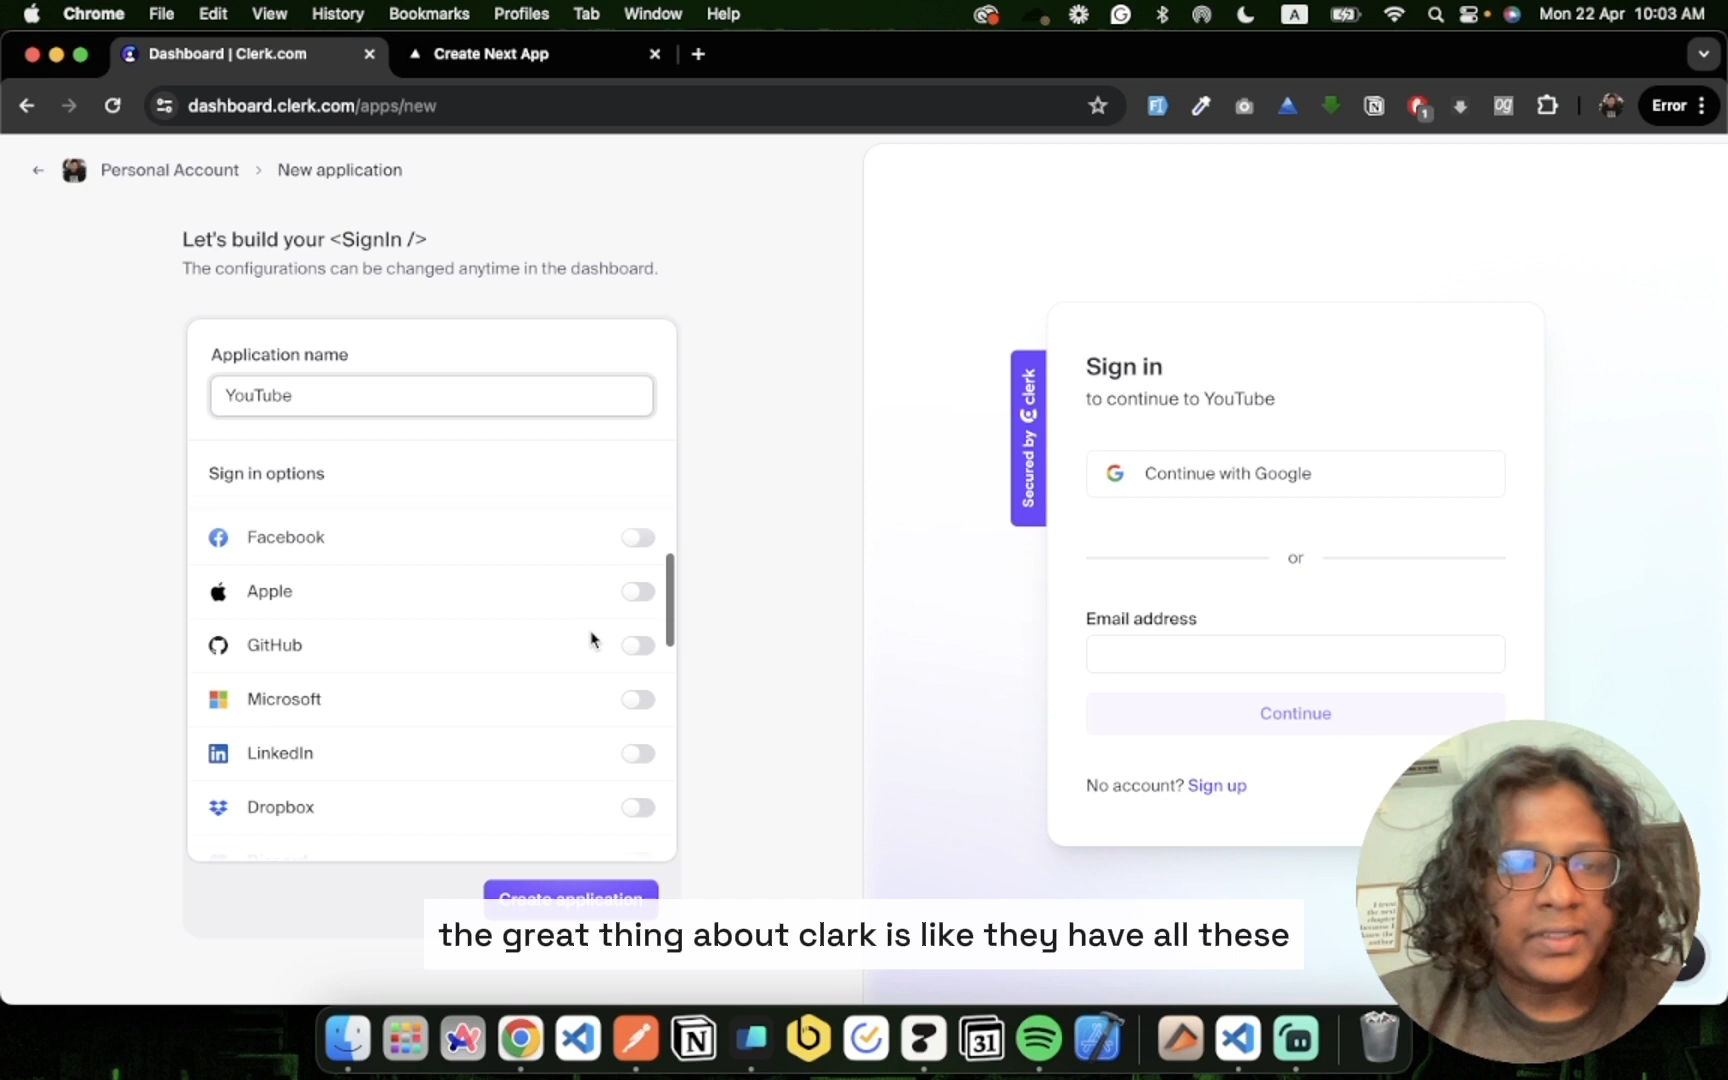 Chrome File Edit View History Bookmarks Profiles Tab Window Help
A
Mon 22 Apr 10:03 AM
Dashboard | Clerk.com
Create Next App
dashboard.clerk.com/apps/new
1
Error
Personal Account
New application
Let's build your <SignIn />
The configurations can be changed anytime in the dashboard.
Application name
YouTube
Sign in options
Facebook
Apple
GitHub
Microsoft
LinkedIn
Dropbox
Create application
Secured by clerk
Sign in
to continue to YouTube
Continue with Google
or
Email address
Continue
No account? Sign up
the great thing about clark is like they have all these
31